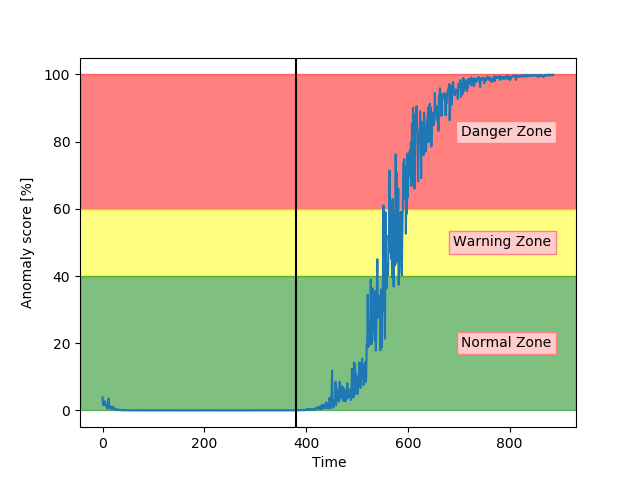 100
80
60
40
20
0
Anomaly score [%]
Danger Zone
Warning Zone
Normal Zone
0 200 400 600 800
Time